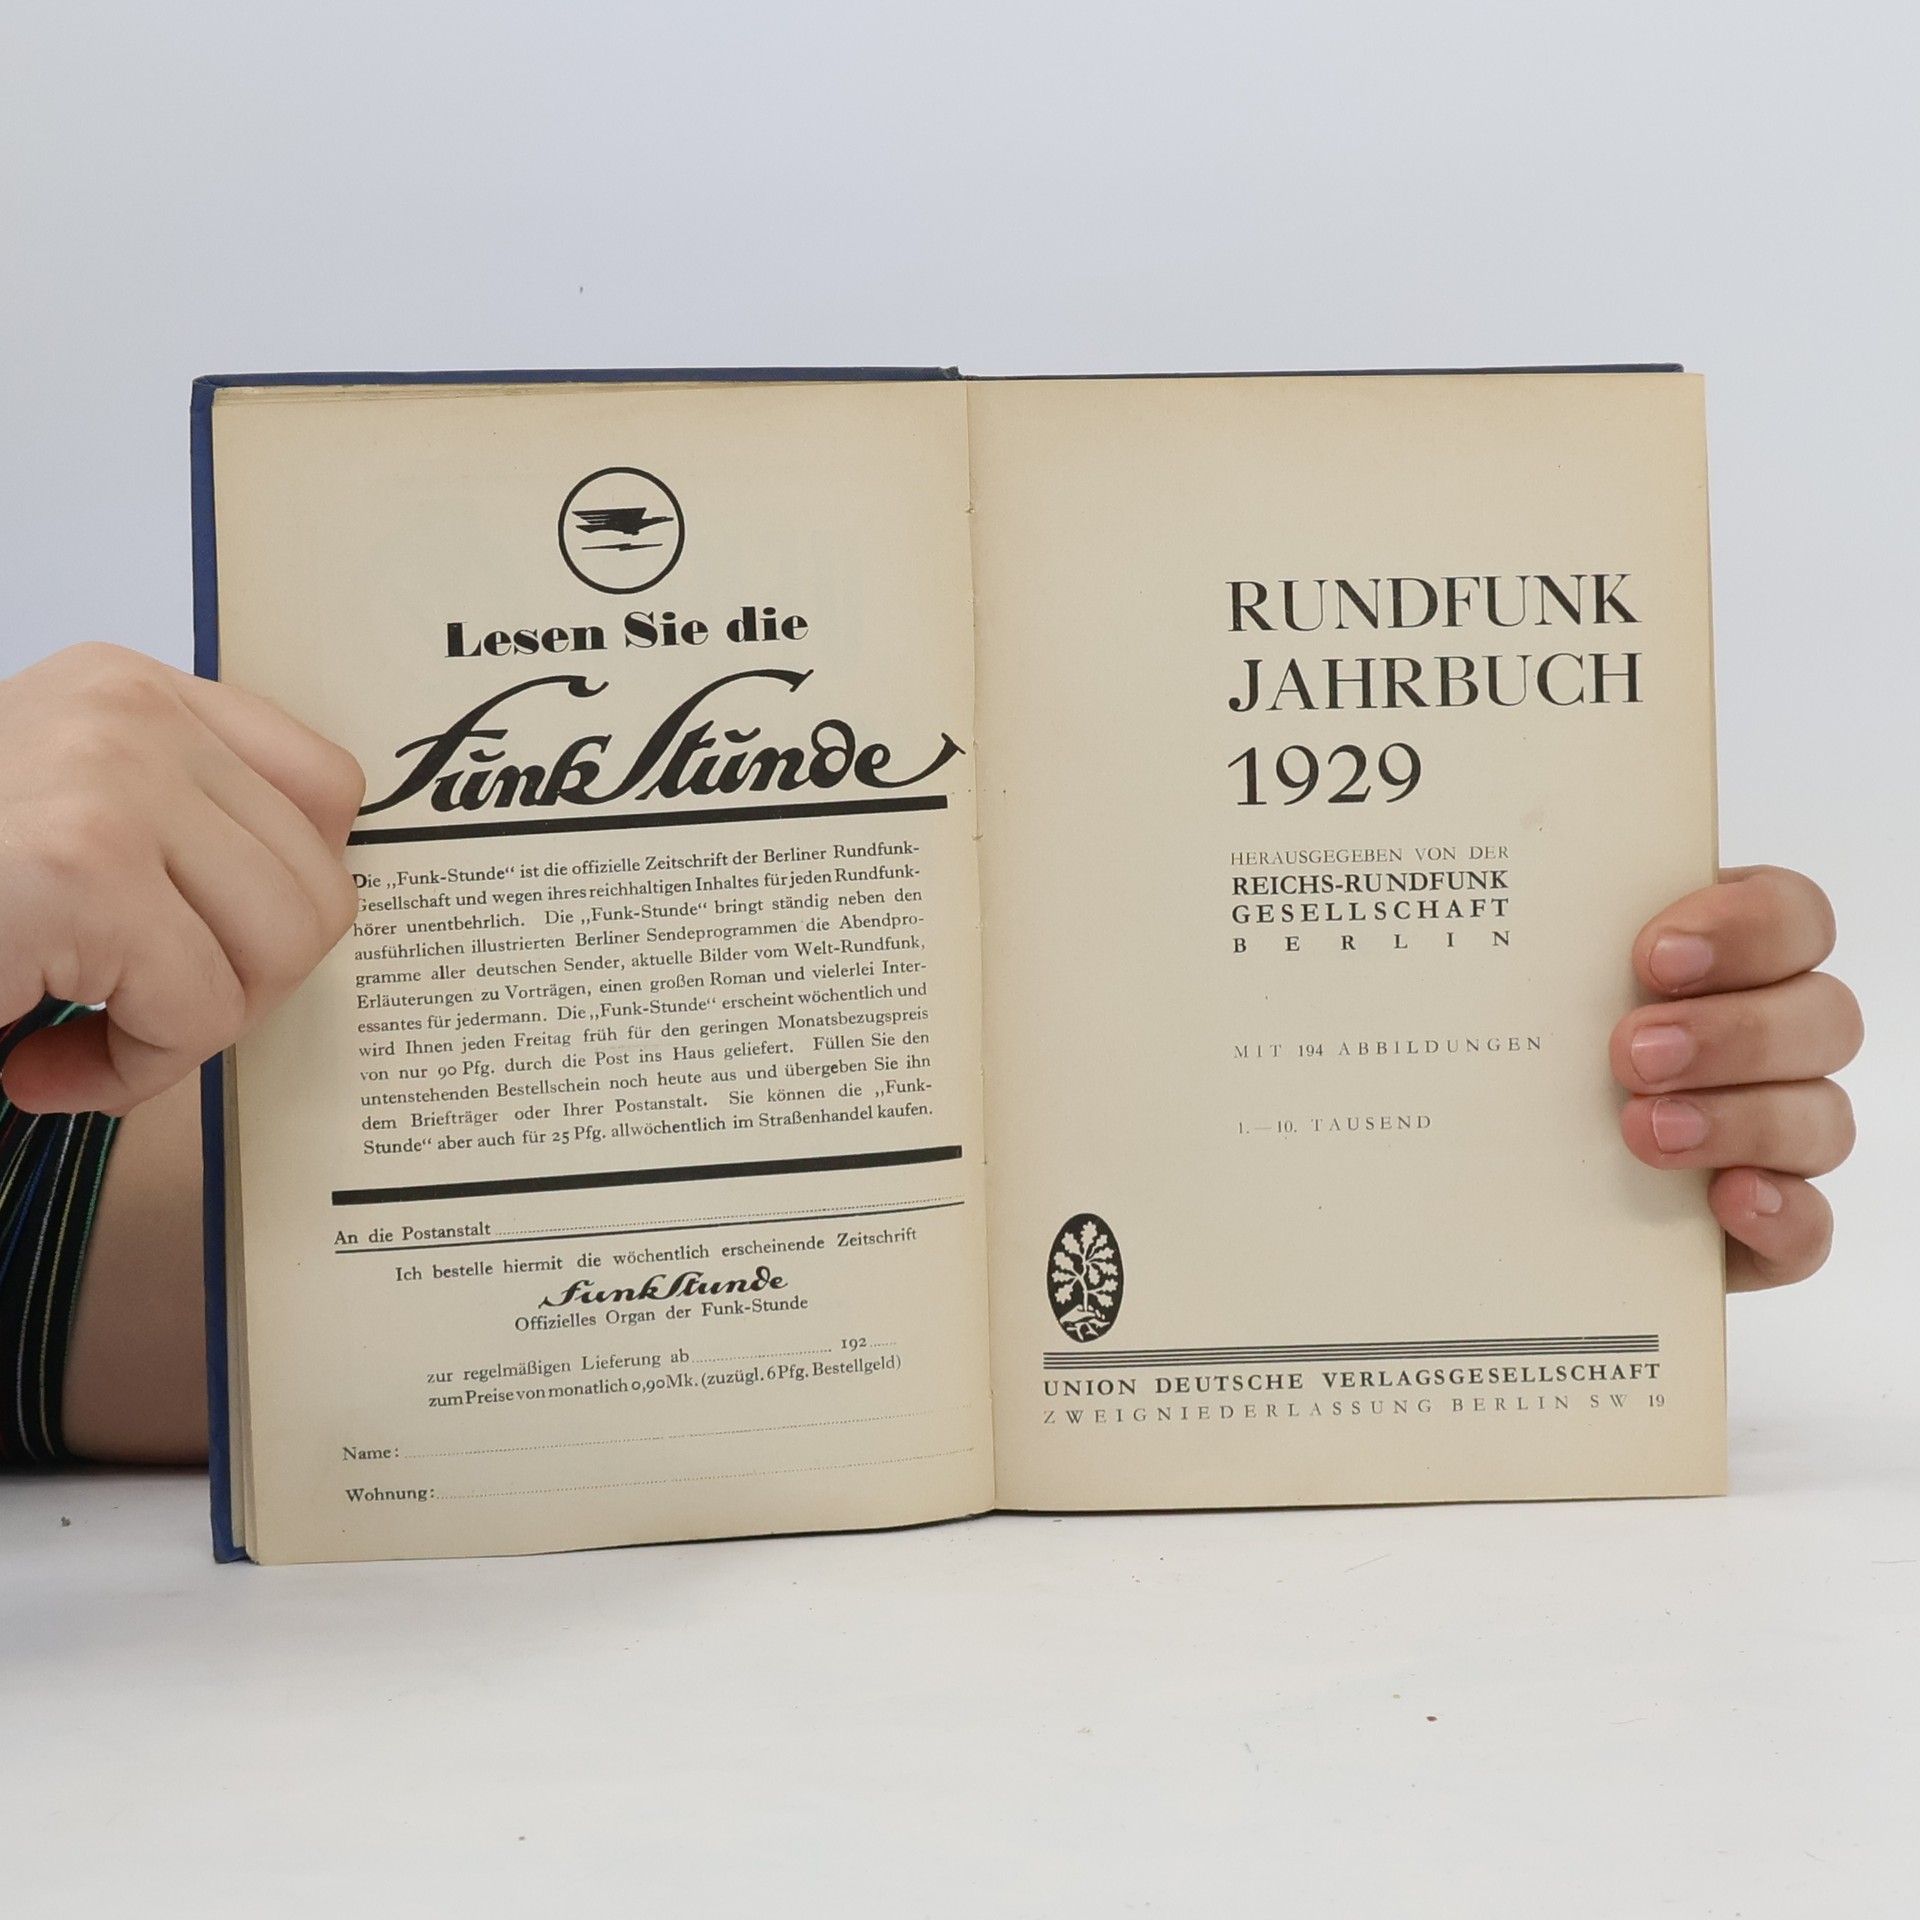 Lesen Sie die
Funk Stunde
Die „Funk-Stunde“ ist die offizielle Zeitschrift der Berliner Rundfunk-
Gesellschaft und wegen ihres reichhaltigen Inhaltes für jeden Rundfunk-
hörer unentbehrlich. Die „Funk-Stunde“ bringt ständig neben den
ausführlichen illustrierten Berliner Sendeprogrammen die Abendpro-
gramme aller deutschen Sender, aktuelle Bilder vom Welt-Rundfunk,
Erläuterungen zu Vorträgen, einen großen Roman und vielerlei Inter-
essantes für jedermann. Die „Funk-Stunde“ erscheint wöchentlich und
wird Ihnen jeden Freitag früh für den geringen Monatsbezugspreis
von nur 90 Pfg. durch die Post ins Haus geliefert. Füllen Sie den
untenstehenden Bestellschein noch heute aus und übergeben Sie ihn
dem Briefträger oder Ihrer Postanstalt. Sie können die „Funk-
Stunde“ aber auch für 25 Pfg. allwöchentlich im Straßenhandel kaufen.
An die Postanstalt
Ich bestelle hiermit die wöchentlich erscheinende Zeitschrift
Funk Stunde
Offizielles Organ der Funk-Stunde
zur regelmäßigen Lieferung ab 192
zum Preise von monatlich 0,90 Mk. (zuzügl. 6 Pfg. Bestellgeld)
Name:
Wohnung:
RUNDFUNK
JAHRBUCH
1929
HERAUSGEGEBEN VON DER
REICHS-RUNDFUNK
GESELLSCHAFT
BERLIN
MIT 194 ABBILDUNGEN
1.—10. TAUSEND
UNION DEUTSCHE VERLAGSGESELLSCHAFT
ZWEIGNIEDERLASSUNG BERLIN SW 19